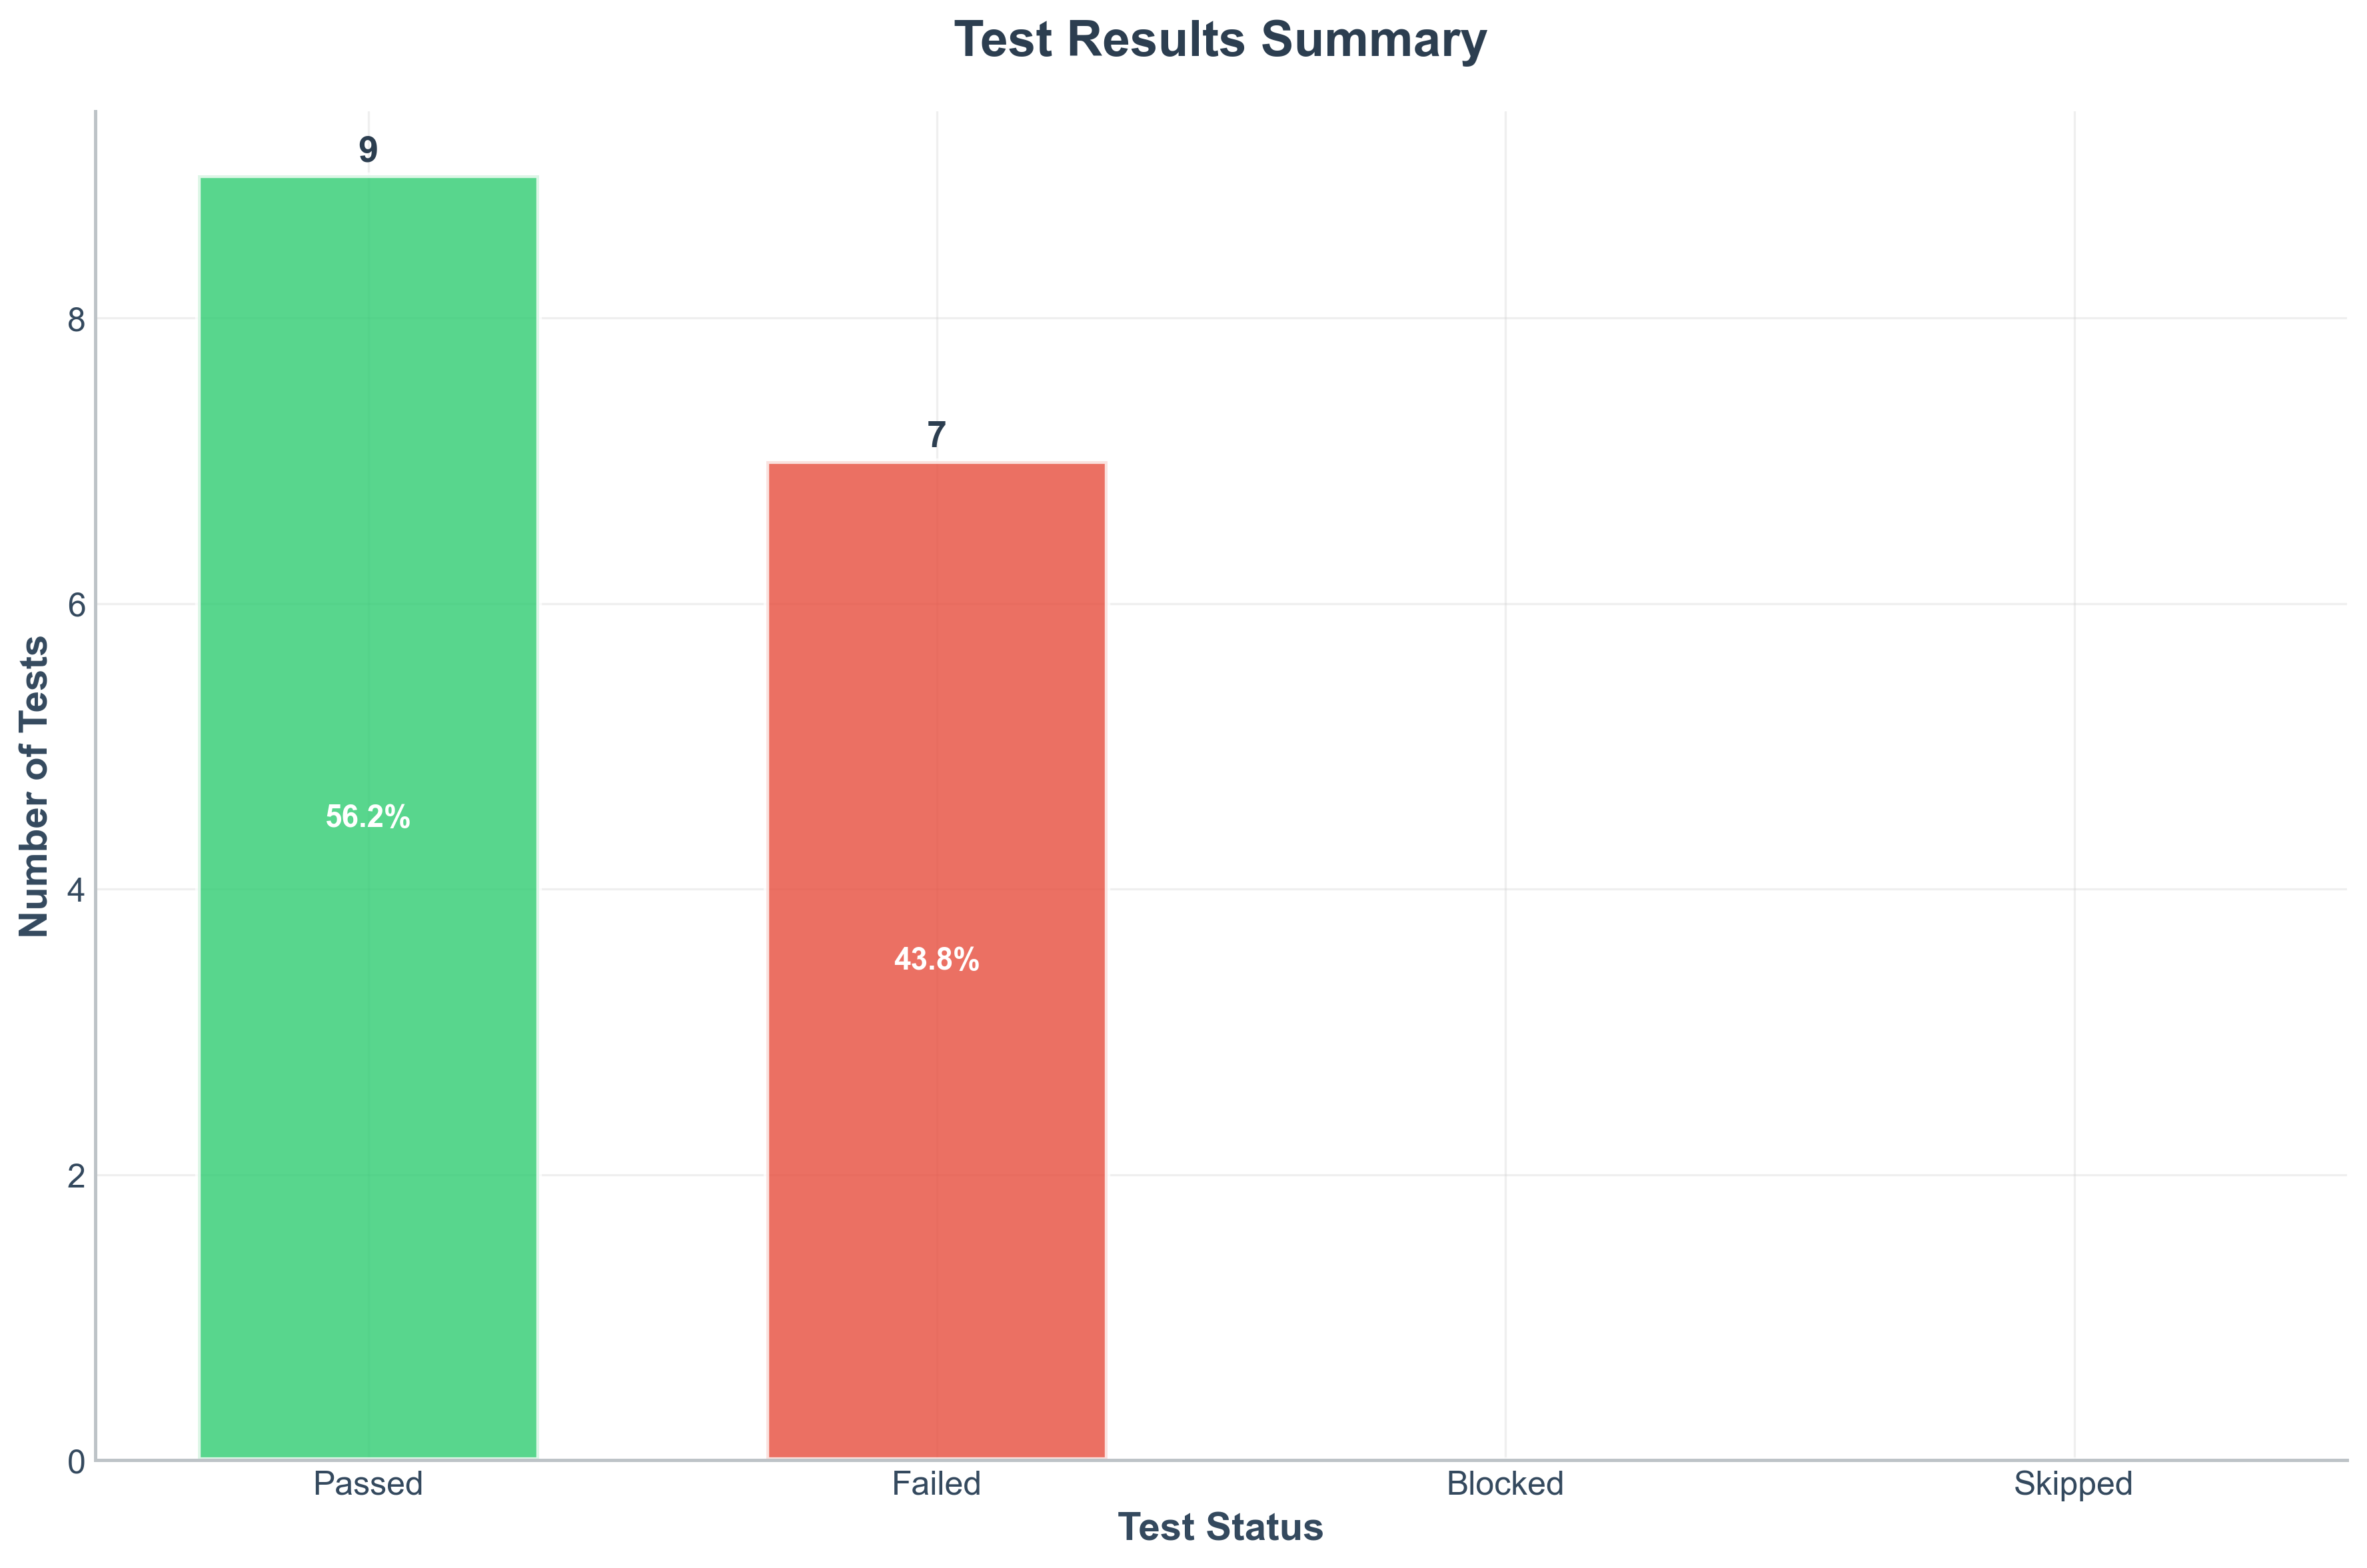 Test Results Summary
9
7
8
6
4
2
0
56.2%
43.8%
Number of Tests
Passed
Failed
Blocked
Skipped
Test Status